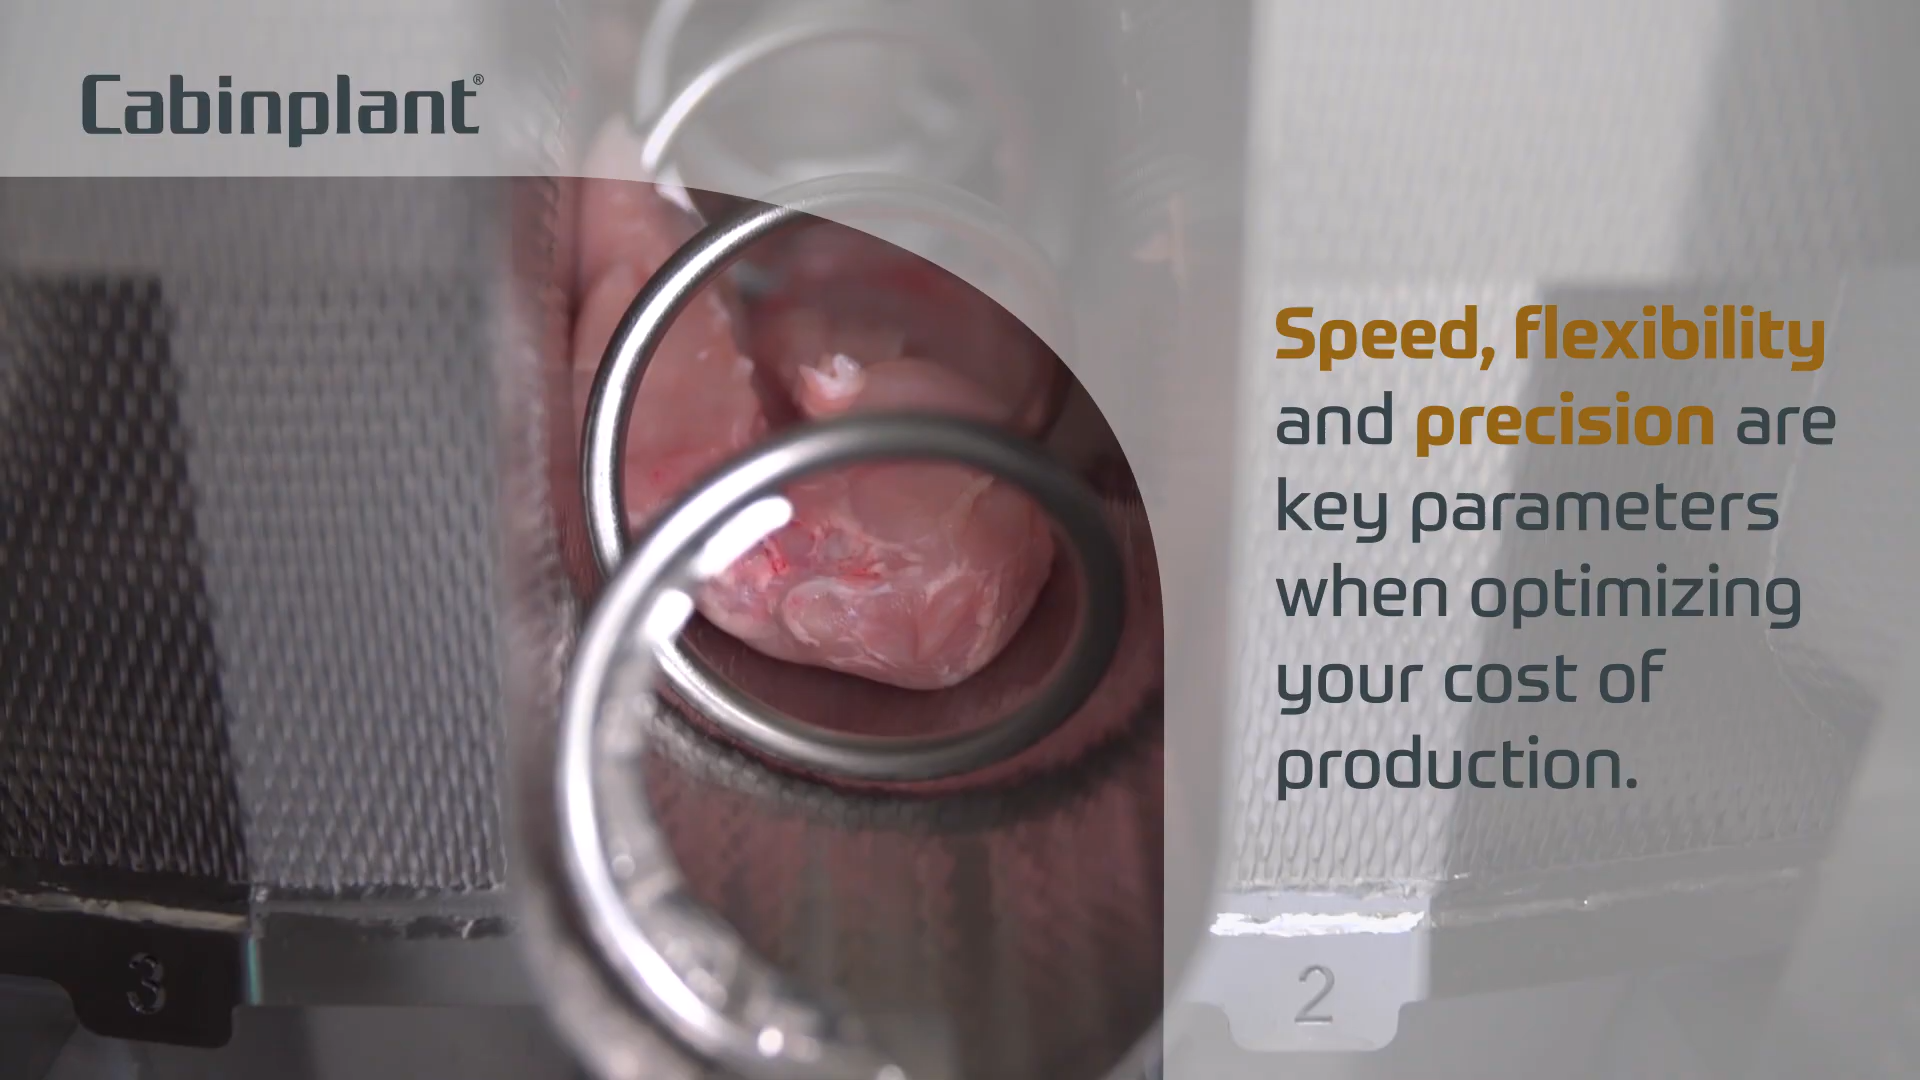 Cabinplant®
Speed, flexibility
and precision are
key parameters
when optimizing
your cost of
production.
3
2